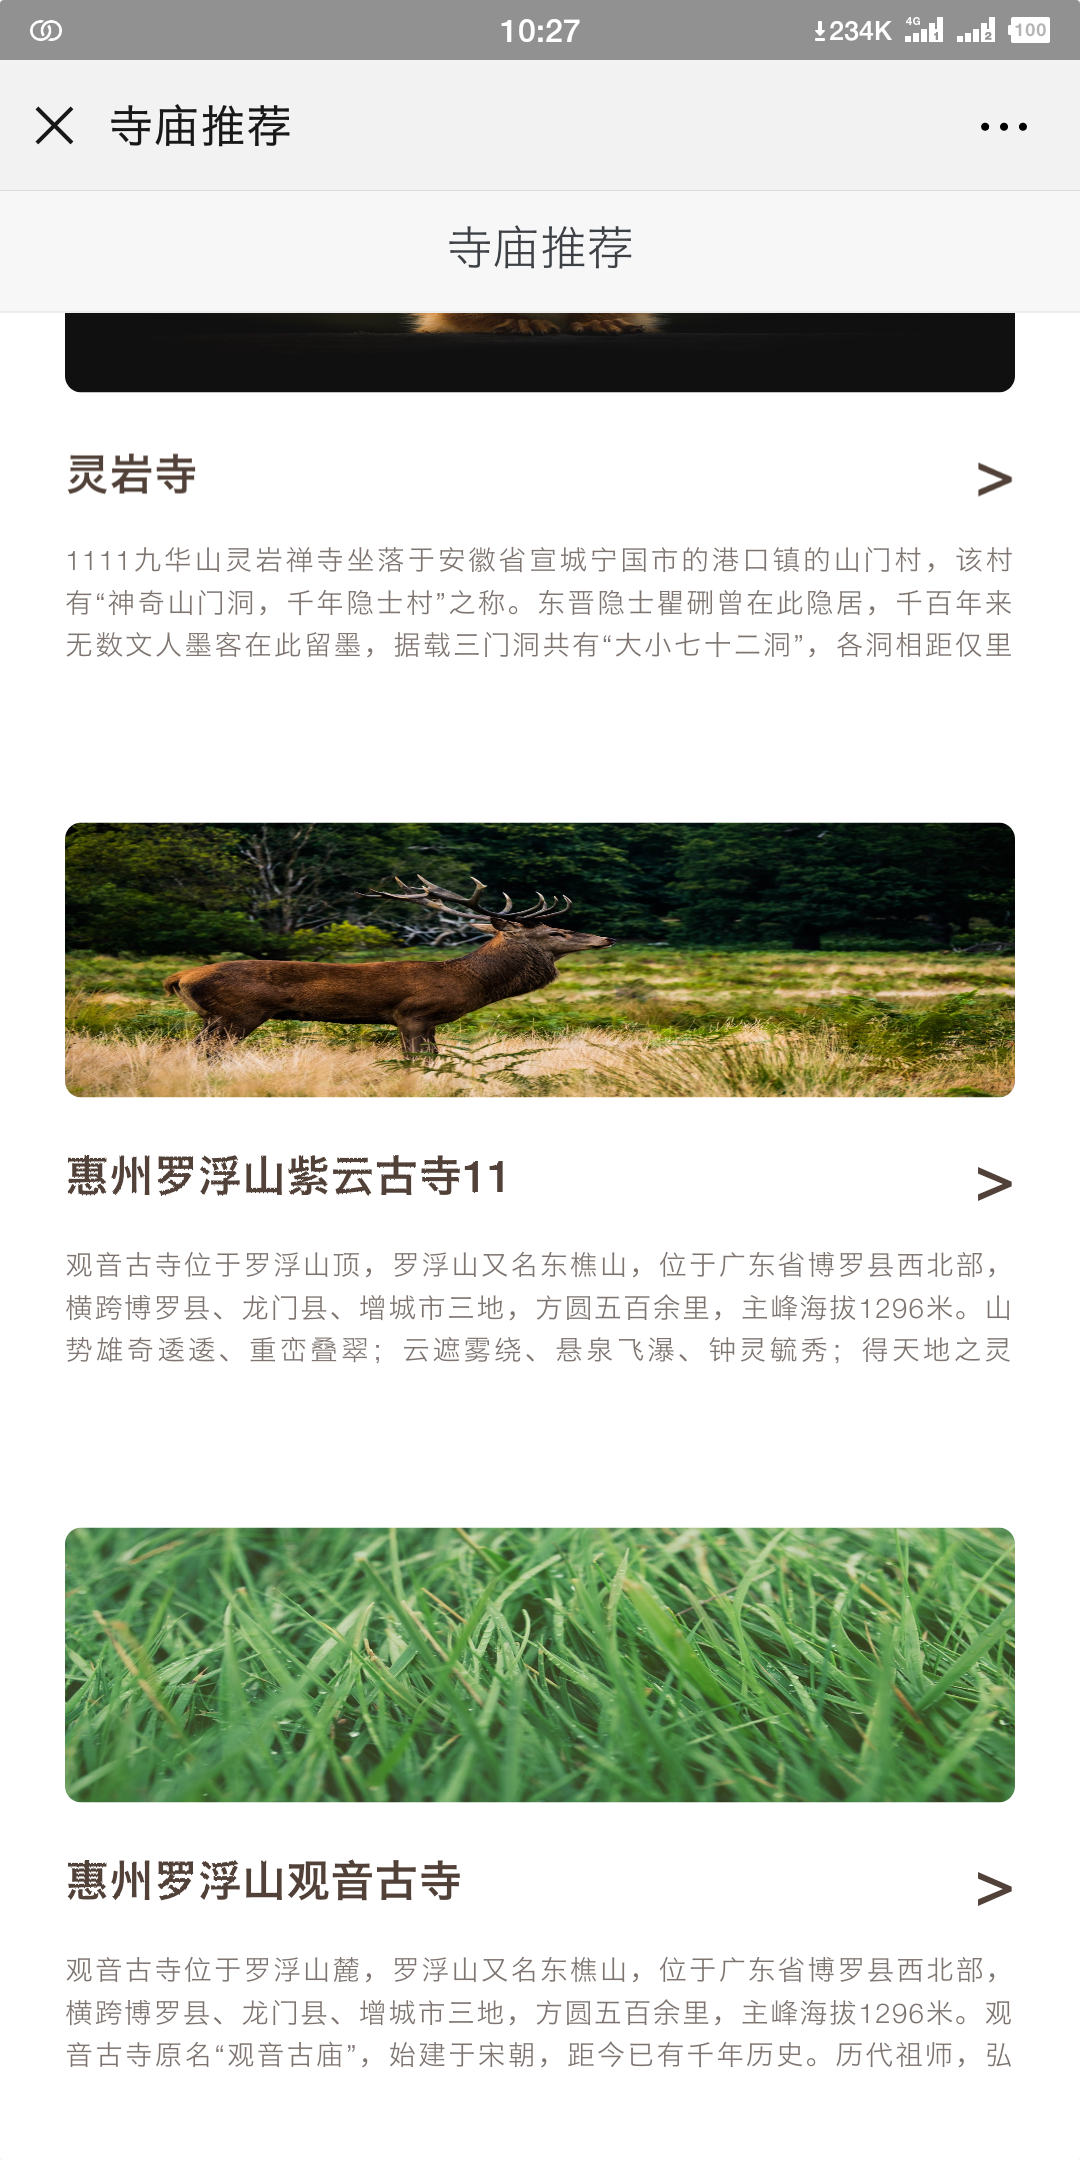 10:27
234K
4G
1
2
100
寺庙推荐
寺庙推荐
灵岩寺
>
1111九华山灵岩禅寺坐落于安徽省宣城宁国市的港口镇的山门村，该村
有“神奇山门洞，千年隐士村”之称。东晋隐士瞿硎曾在此隐居，千百年来
无数文人墨客在此留墨，据载三门洞共有“大小七十二洞”，各洞相距仅里
惠州罗浮山紫云古寺11
>
观音古寺位于罗浮山顶，罗浮山又名东樵山，位于广东省博罗县西北部，
横跨博罗县、龙门县、增城市三地，方圆五百余里，主峰海拔1296米。山
势雄奇逶逶、重峦叠翠；云遮雾绕、悬泉飞瀑、钟灵毓秀；得天地之灵
惠州罗浮山观音古寺
>
观音古寺位于罗浮山麓，罗浮山又名东樵山，位于广东省博罗县西北部，
横跨博罗县、龙门县、增城市三地，方圆五百余里，主峰海拔1296米。观
音古寺原名“观音古庙”，始建于宋朝，距今已有千年历史。历代祖师，弘